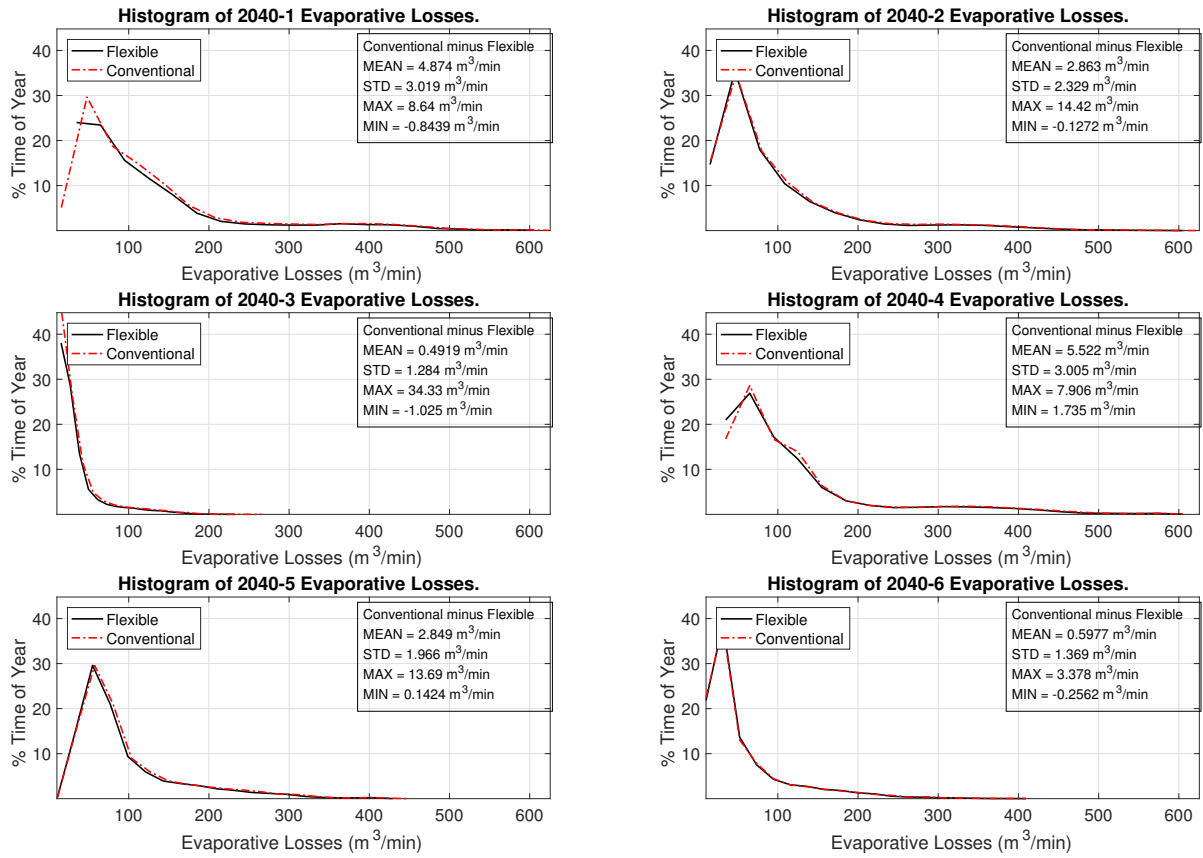 Histogram of 2040-1 Evaporative Losses.
% Time of Year
40
30
20
10
Flexible
Conventional
Conventional minus Flexible
MEAN = 4.874 m³/min
STD = 3.019 m³/min
MAX = 8.64 m³/min
MIN = -0.8439 m³/min
100 200 300 400 500 600
Evaporative Losses (m³/min)
Histogram of 2040-2 Evaporative Losses.
% Time of Year
40
30
20
10
Flexible
Conventional
Conventional minus Flexible
MEAN = 2.863 m³/min
STD = 2.329 m³/min
MAX = 14.42 m³/min
MIN = -0.1272 m³/min
100 200 300 400 500 600
Evaporative Losses (m³/min)
Histogram of 2040-3 Evaporative Losses.
% Time of Year
40
30
20
10
Flexible
Conventional
Conventional minus Flexible
MEAN = 0.4919 m³/min
STD = 1.284 m³/min
MAX = 34.33 m³/min
MIN = -1.025 m³/min
100 200 300 400 500 600
Evaporative Losses (m³/min)
Histogram of 2040-4 Evaporative Losses.
% Time of Year
40
30
20
10
Flexible
Conventional
Conventional minus Flexible
MEAN = 5.522 m³/min
STD = 3.005 m³/min
MAX = 7.906 m³/min
MIN = 1.735 m³/min
100 200 300 400 500 600
Evaporative Losses (m³/min)
Histogram of 2040-5 Evaporative Losses.
% Time of Year
40
30
20
10
Flexible
Conventional
Conventional minus Flexible
MEAN = 2.849 m³/min
STD = 1.966 m³/min
MAX = 13.69 m³/min
MIN = 0.1424 m³/min
100 200 300 400 500 600
Evaporative Losses (m³/min)
Histogram of 2040-6 Evaporative Losses.
% Time of Year
40
30
20
10
Flexible
Conventional
Conventional minus Flexible
MEAN = 0.5977 m³/min
STD = 1.369 m³/min
MAX = 3.378 m³/min
MIN = -0.2562 m³/min
100 200 300 400 500 600
Evaporative Losses (m³/min)